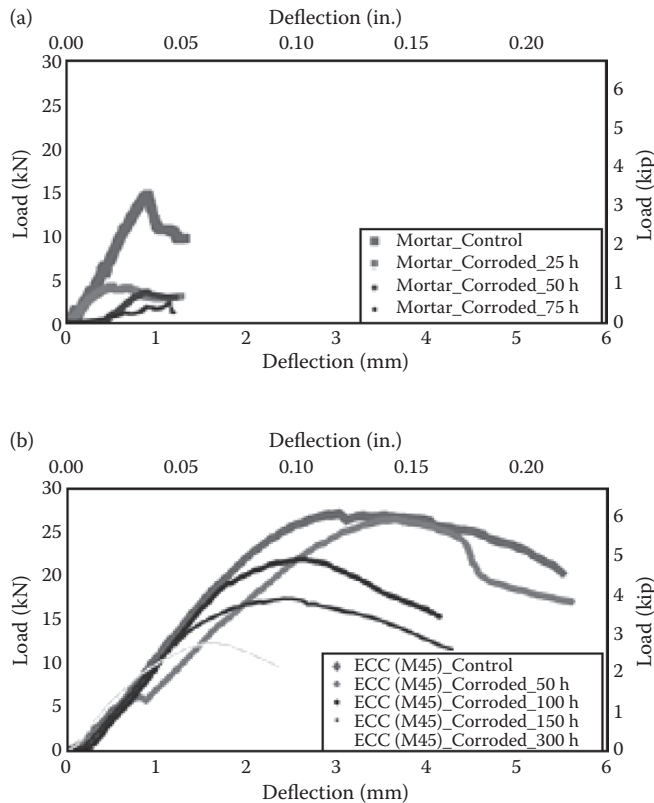 (a)
Deflection (in.)
0.00 0.05 0.10 0.15 0.20
30
25
20
15
10
5
0
Load (kN)
6
5
4
3
2
1
0
Load (kip)
Mortar_Control
Mortar_Corroded_25 h
Mortar_Corroded_50 h
Mortar_Corroded_75 h
0 1 2 3 4 5 6
Deflection (mm)
(b)
Deflection (in.)
0.00 0.05 0.10 0.15 0.20
30
25
20
15
10
5
0
Load (kN)
6
5
4
3
2
1
0
Load (kip)
ECC (M45)_Control
ECC (M45)_Corroded_50 h
ECC (M45)_Corroded_100 h
ECC (M45)_Corroded_150 h
ECC (M45)_Corroded_300 h
0 1 2 3 4 5 6
Deflection (mm)